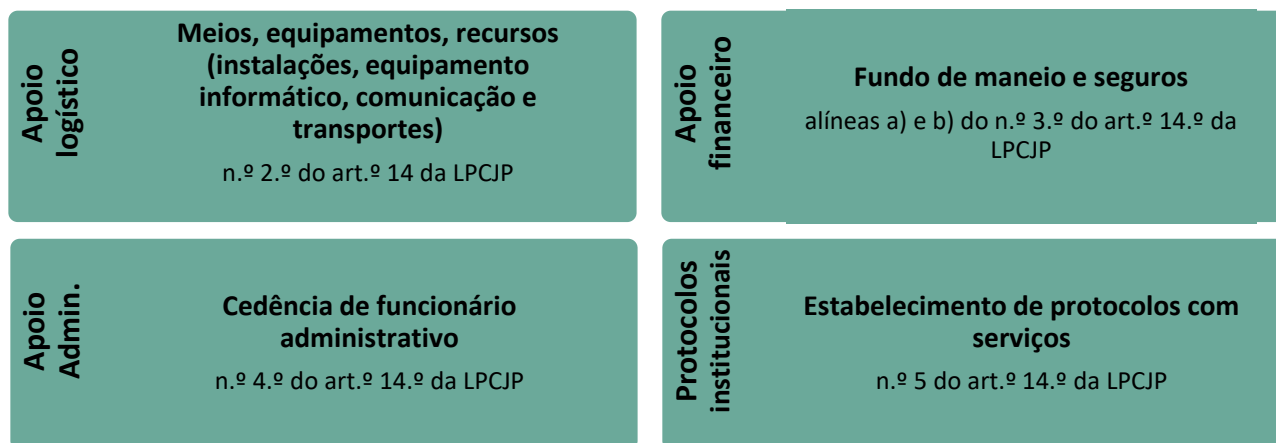 Apoio
logístico
Meios, equipamentos, recursos
(instalações, equipamento
informático, comunicação e
transportes)
n.º 2.º do art.º 14 da LPCJP
Apoio
financeiro
Fundo de maneio e seguros
alíneas a) e b) do n.º 3.º do art.º 14.º da
LPCJP
Apoio
Admin.
Cedência de funcionário
administrativo
n.º 4.º do art.º 14.º da LPCJP
Protocolos
institucionais
Estabelecimento de protocolos com
serviços
n.º 5 do art.º 14.º da LPCJP